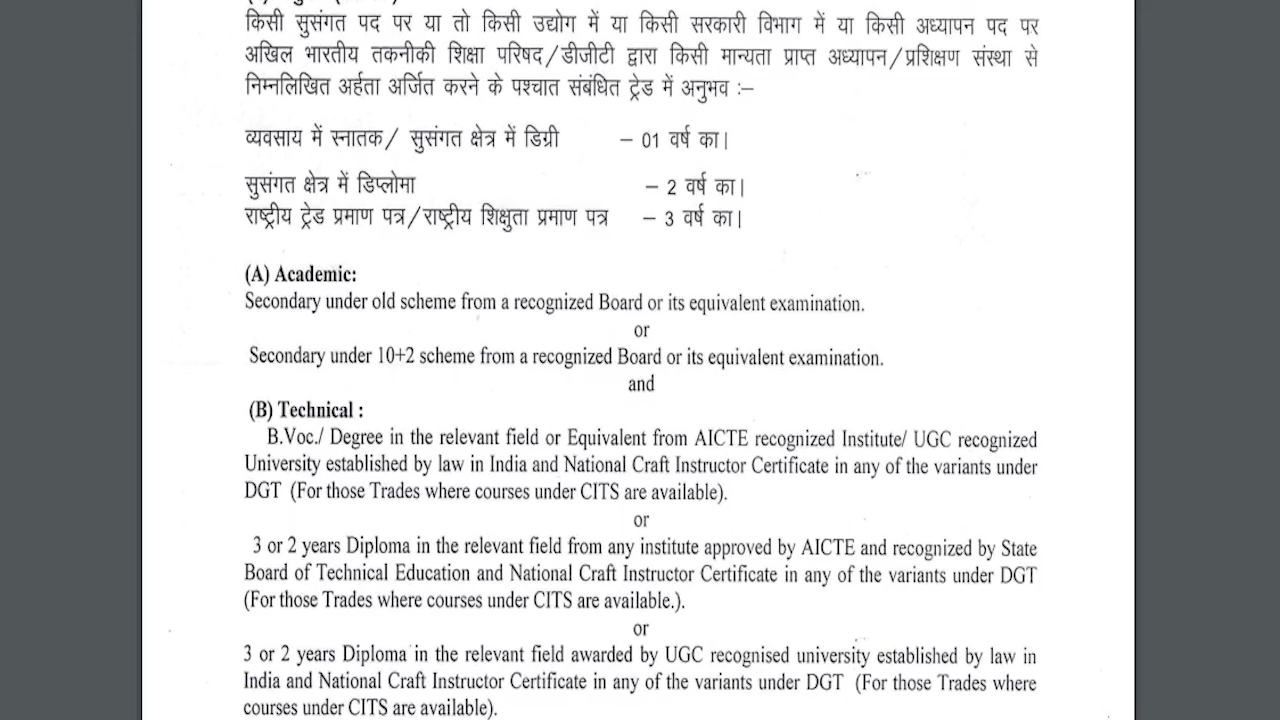 किसी सुसंगत पद पर या तो किसी उद्योग में या किसी सरकारी विभाग में या किसी अध्यापन पद पर
अखिल भारतीय तकनीकी शिक्षा परिषद/डीजीटी द्वारा किसी मान्यता प्राप्त अध्यापन/प्रशिक्षण संस्था से
निम्नलिखित अर्हता अर्जित करने के पश्चात संबंधित ट्रेड में अनुभव :–
व्यवसाय में स्नातक/ सुसंगत क्षेत्र में डिग्री – 01 वर्ष का।
सुसंगत क्षेत्र में डिप्लोमा – 2 वर्ष का।
राष्ट्रीय ट्रेड प्रमाण पत्र/राष्ट्रीय शिक्षुता प्रमाण पत्र – 3 वर्ष का।
(A) Academic:
Secondary under old scheme from a recognized Board or its equivalent examination.
or
Secondary under 10+2 scheme from a recognized Board or its equivalent examination.
and
(B) Technical :
B.Voc./ Degree in the relevant field or Equivalent from AICTE recognized Institute/ UGC recognized
University established by law in India and National Craft Instructor Certificate in any of the variants under
DGT (For those Trades where courses under CITS are available).
or
3 or 2 years Diploma in the relevant field from any institute approved by AICTE and recognized by State
Board of Technical Education and National Craft Instructor Certificate in any of the variants under DGT
(For those Trades where courses under CITS are available.).
or
3 or 2 years Diploma in the relevant field awarded by UGC recognised university established by law in
India and National Craft Instructor Certificate in any of the variants under DGT (For those Trades where
courses under CITS are available).